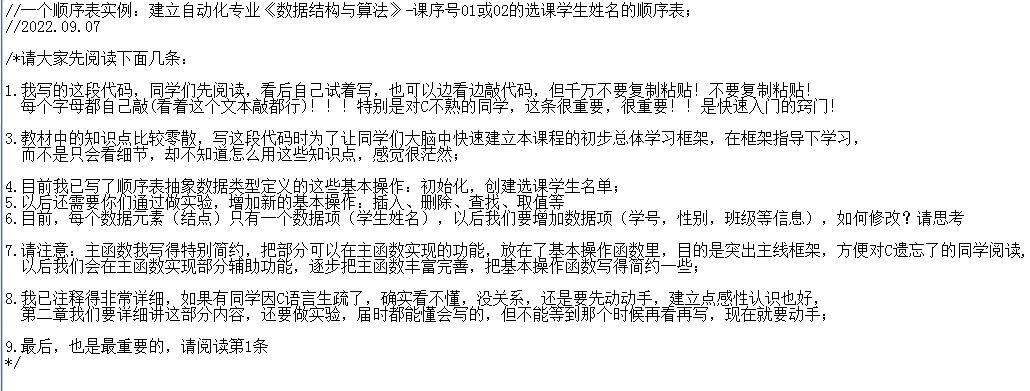 //一个顺序表实例：建立自动化专业《数据结构与算法》-课序号01或02的选课学生姓名的顺序表；
//2022.09.07
/*请大家先阅读下面几条：
1.我写的这段代码，同学们先阅读，看后自己试着写，也可以边看边敲代码，但千万不要复制粘贴！不要复制粘贴！
每个字母都自己敲(看着这个文本敲都行)！！！特别是对C不熟的同学，这条很重要，很重要！！是快速入门的窍门！
3.教材中的知识点比较零散，写这段代码时为了让同学们大脑中快速建立本课程的初步总体学习框架，在框架指导下学习，
而不是只会看细节，却不知道怎么用这些知识点，感觉很茫然；
4.目前我已写了顺序表抽象数据类型定义的这些基本操作：初始化，创建选课学生名单；
5.以后还需要你们通过做实验，增加新的基本操作：插入、删除、查找、取值等
6.目前，每个数据元素（结点）只有一个数据项（学生姓名），以后我们要增加数据项（学号，性别，班级等信息），如何修改？请思考
7.请注意：主函数我写得特别简约，把部分可以在主函数实现的功能，放在了基本操作函数里，目的是突出主线框架，方便对C遗忘了的同学阅读，
以后我们会在主函数实现部分辅助功能，逐步把主函数丰富完善，把基本操作函数写得简约一些；
8.我已注释得非常详细，如果有同学因C语言生疏了，确实看不懂，没关系，还是要先动动手，建立点感性认识也好，
第二章我们要详细讲这部分内容，还要做实验，届时都能懂会写的，但不能等到那个时候再看再写，现在就要动手；
9.最后，也是最重要的，请阅读第1条
*/